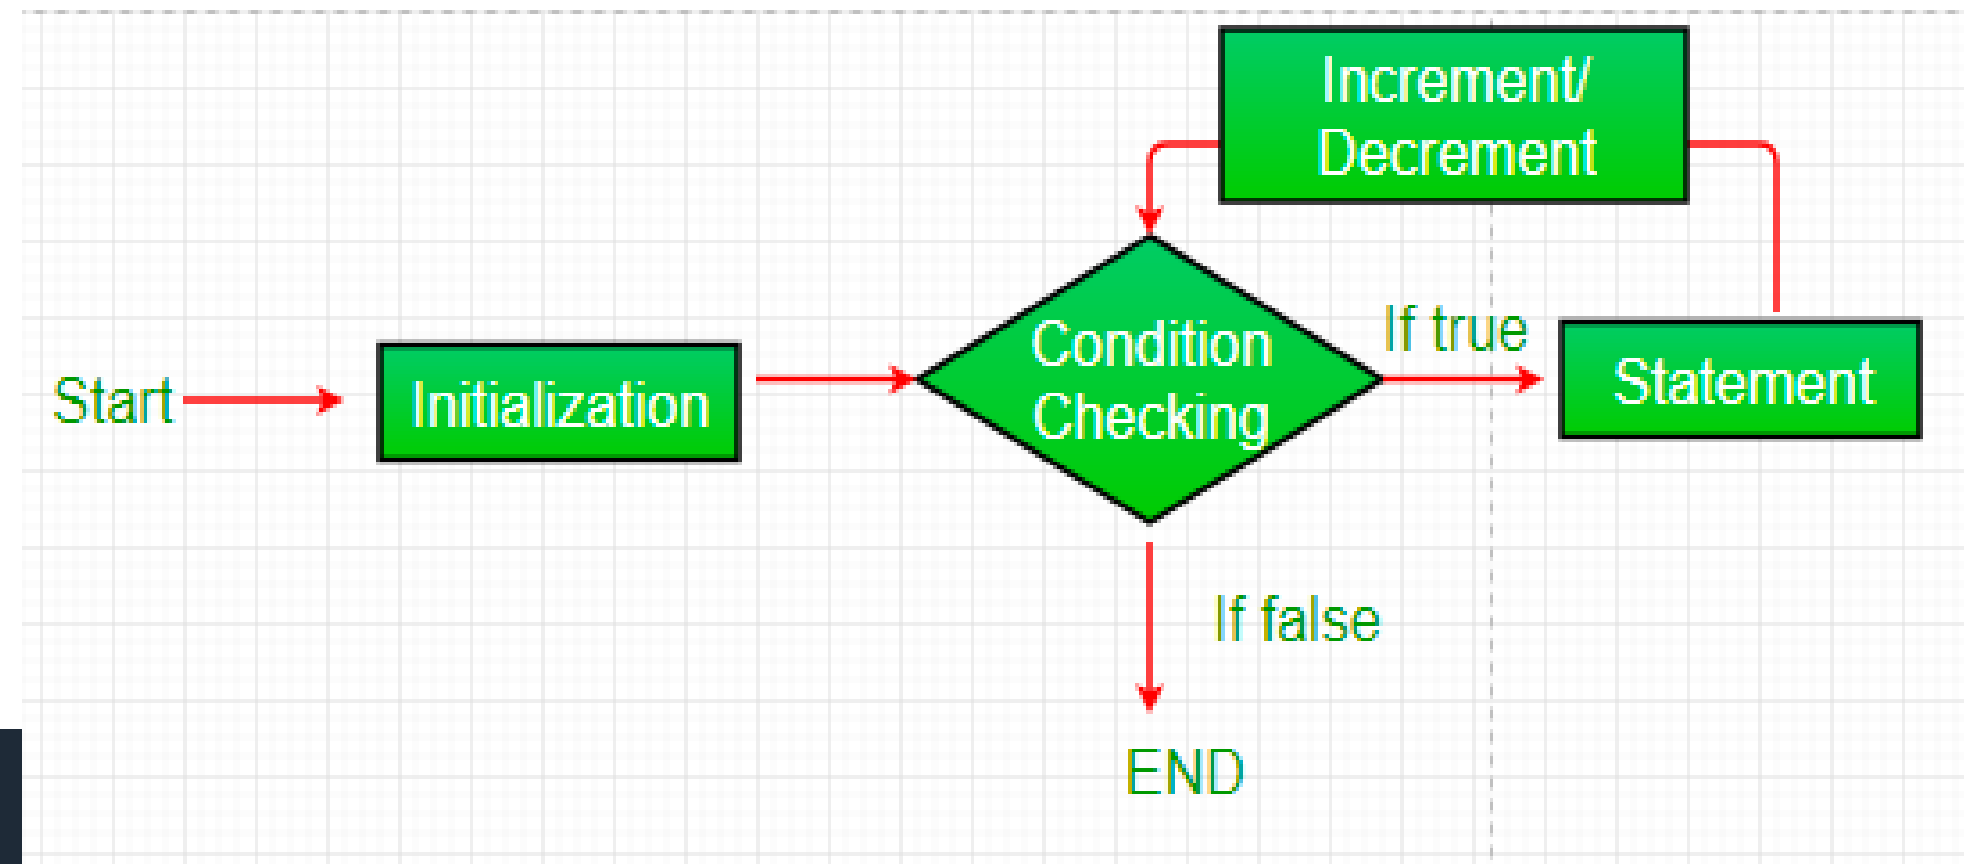 Increment/
Decrement
Start
Initialization
Condition
Checking
If true
Statement
If false
END